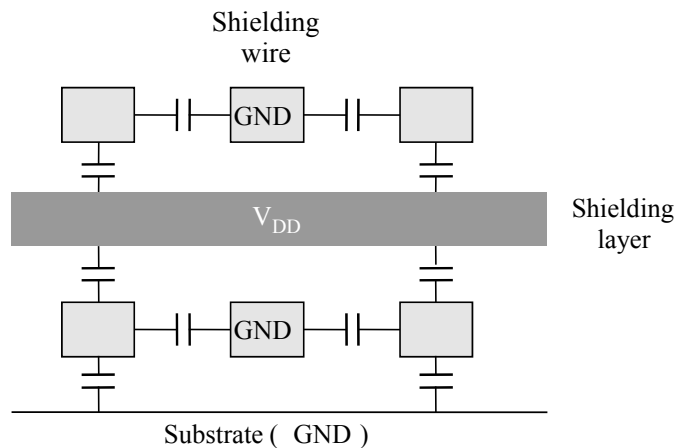 Shielding
wire
GND
V_DD
Shielding
layer
GND
Substrate ( GND )